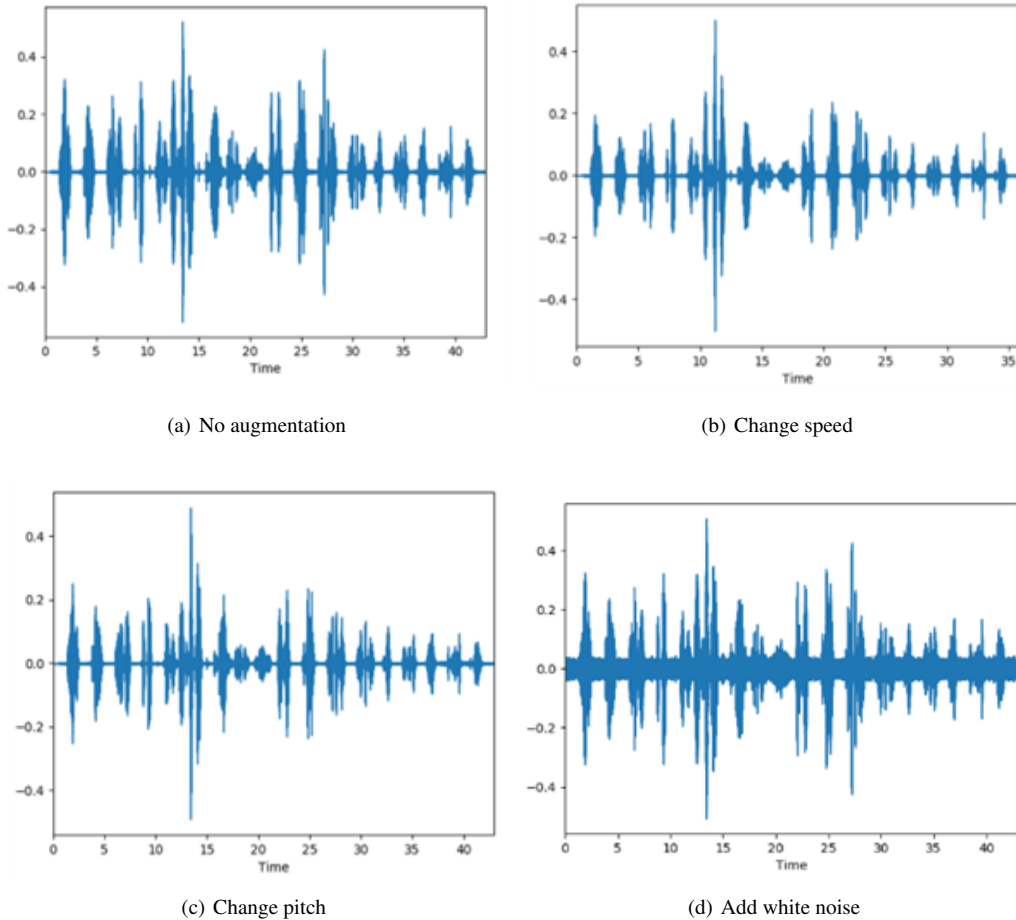 0.4
0.2
0.0
−0.2
−0.4
0 5 10 15 20 25 30 35 40
Time
(a) No augmentation
0.4
0.2
0.0
−0.2
−0.4
0 5 10 15 20 25 30 35
Time
(b) Change speed
0.4
0.2
0.0
−0.2
−0.4
0 5 10 15 20 25 30 35 40
Time
(c) Change pitch
0.4
0.2
0.0
−0.2
−0.4
0 5 10 15 20 25 30 35 40
Time
(d) Add white noise